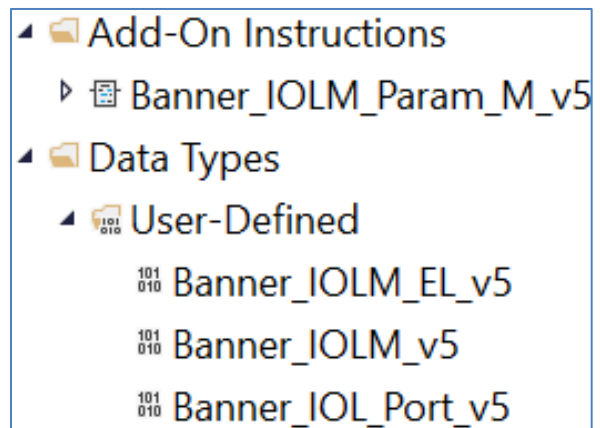 Add-On Instructions
Banner_IOLM_Param_M_v5
Data Types
User-Defined
Banner_IOLM_EL_v5
Banner_IOLM_v5
Banner_IOL_Port_v5